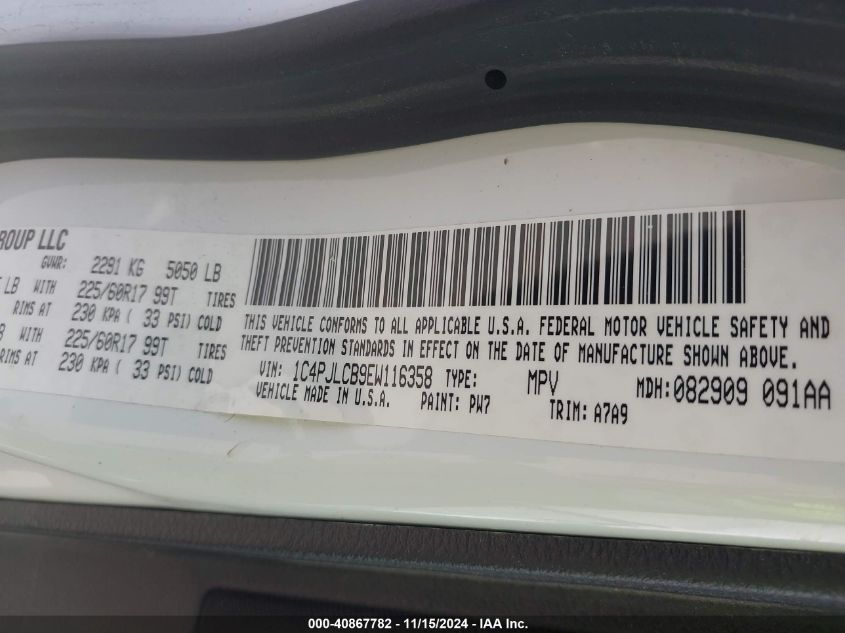 ROUP LLC
GVWR: 2291 KG 5050 LB
LB WITH 225/60R17 99T TIRES
RIMS AT 230 KPA ( 33 PSI) COLD
WITH 225/60R17 99T TIRES
RIMS AT 230 KPA ( 33 PSI) COLD
THIS VEHICLE CONFORMS TO ALL APPLICABLE U.S.A. FEDERAL MOTOR VEHICLE SAFETY AND
THEFT PREVENTION STANDARDS IN EFFECT ON THE DATE OF MANUFACTURE SHOWN ABOVE.
VIN: 1C4PJLCB9EW116358 TYPE: MPV MDH: 082909 091AA
VEHICLE MADE IN U.S.A. PAINT: PW7 TRIM: A7A9
000-40867782 - 11/15/2024 - IAA Inc.